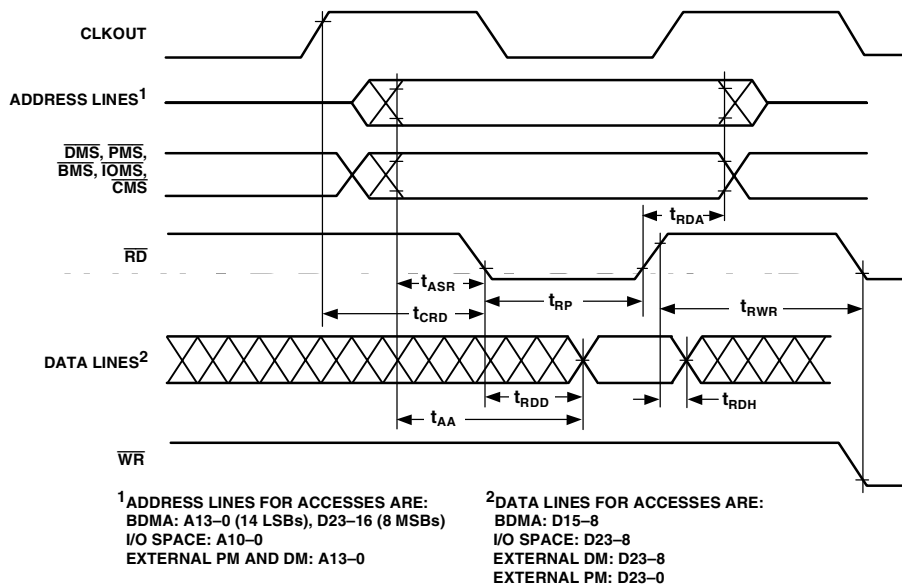 CLKOUT
ADDRESS LINES¹
DMS, PMS,
BMS, IOMS,
CMS
tRDA
RD
tASR
tRP
tCRD
tRWR
DATA LINES²
tRDD
tRDH
tAA
WR
¹ADDRESS LINES FOR ACCESSES ARE:
BDMA: A13–0 (14 LSBs), D23–16 (8 MSBs)
I/O SPACE: A10–0
EXTERNAL PM AND DM: A13–0
²DATA LINES FOR ACCESSES ARE:
BDMA: D15–8
I/O SPACE: D23–8
EXTERNAL DM: D23–8
EXTERNAL PM: D23–0